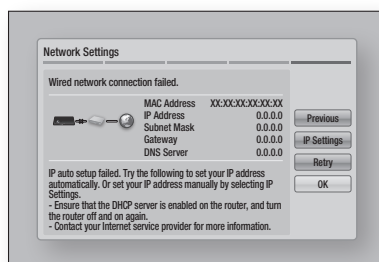 Network Settings
Wired network connection failed.
MAC Address XX:XX:XX:XX:XX:XX
IP Address 0.0.0.0
Subnet Mask 0.0.0.0
Gateway 0.0.0.0
DNS Server 0.0.0.0
Previous
IP Settings
Retry
OK
IP auto setup failed. Try the following to set your IP address
automatically. Or set your IP address manually by selecting IP
Settings.
- Ensure that the DHCP server is enabled on the router, and turn
the router off and on again.
- Contact your Internet service provider for more information.